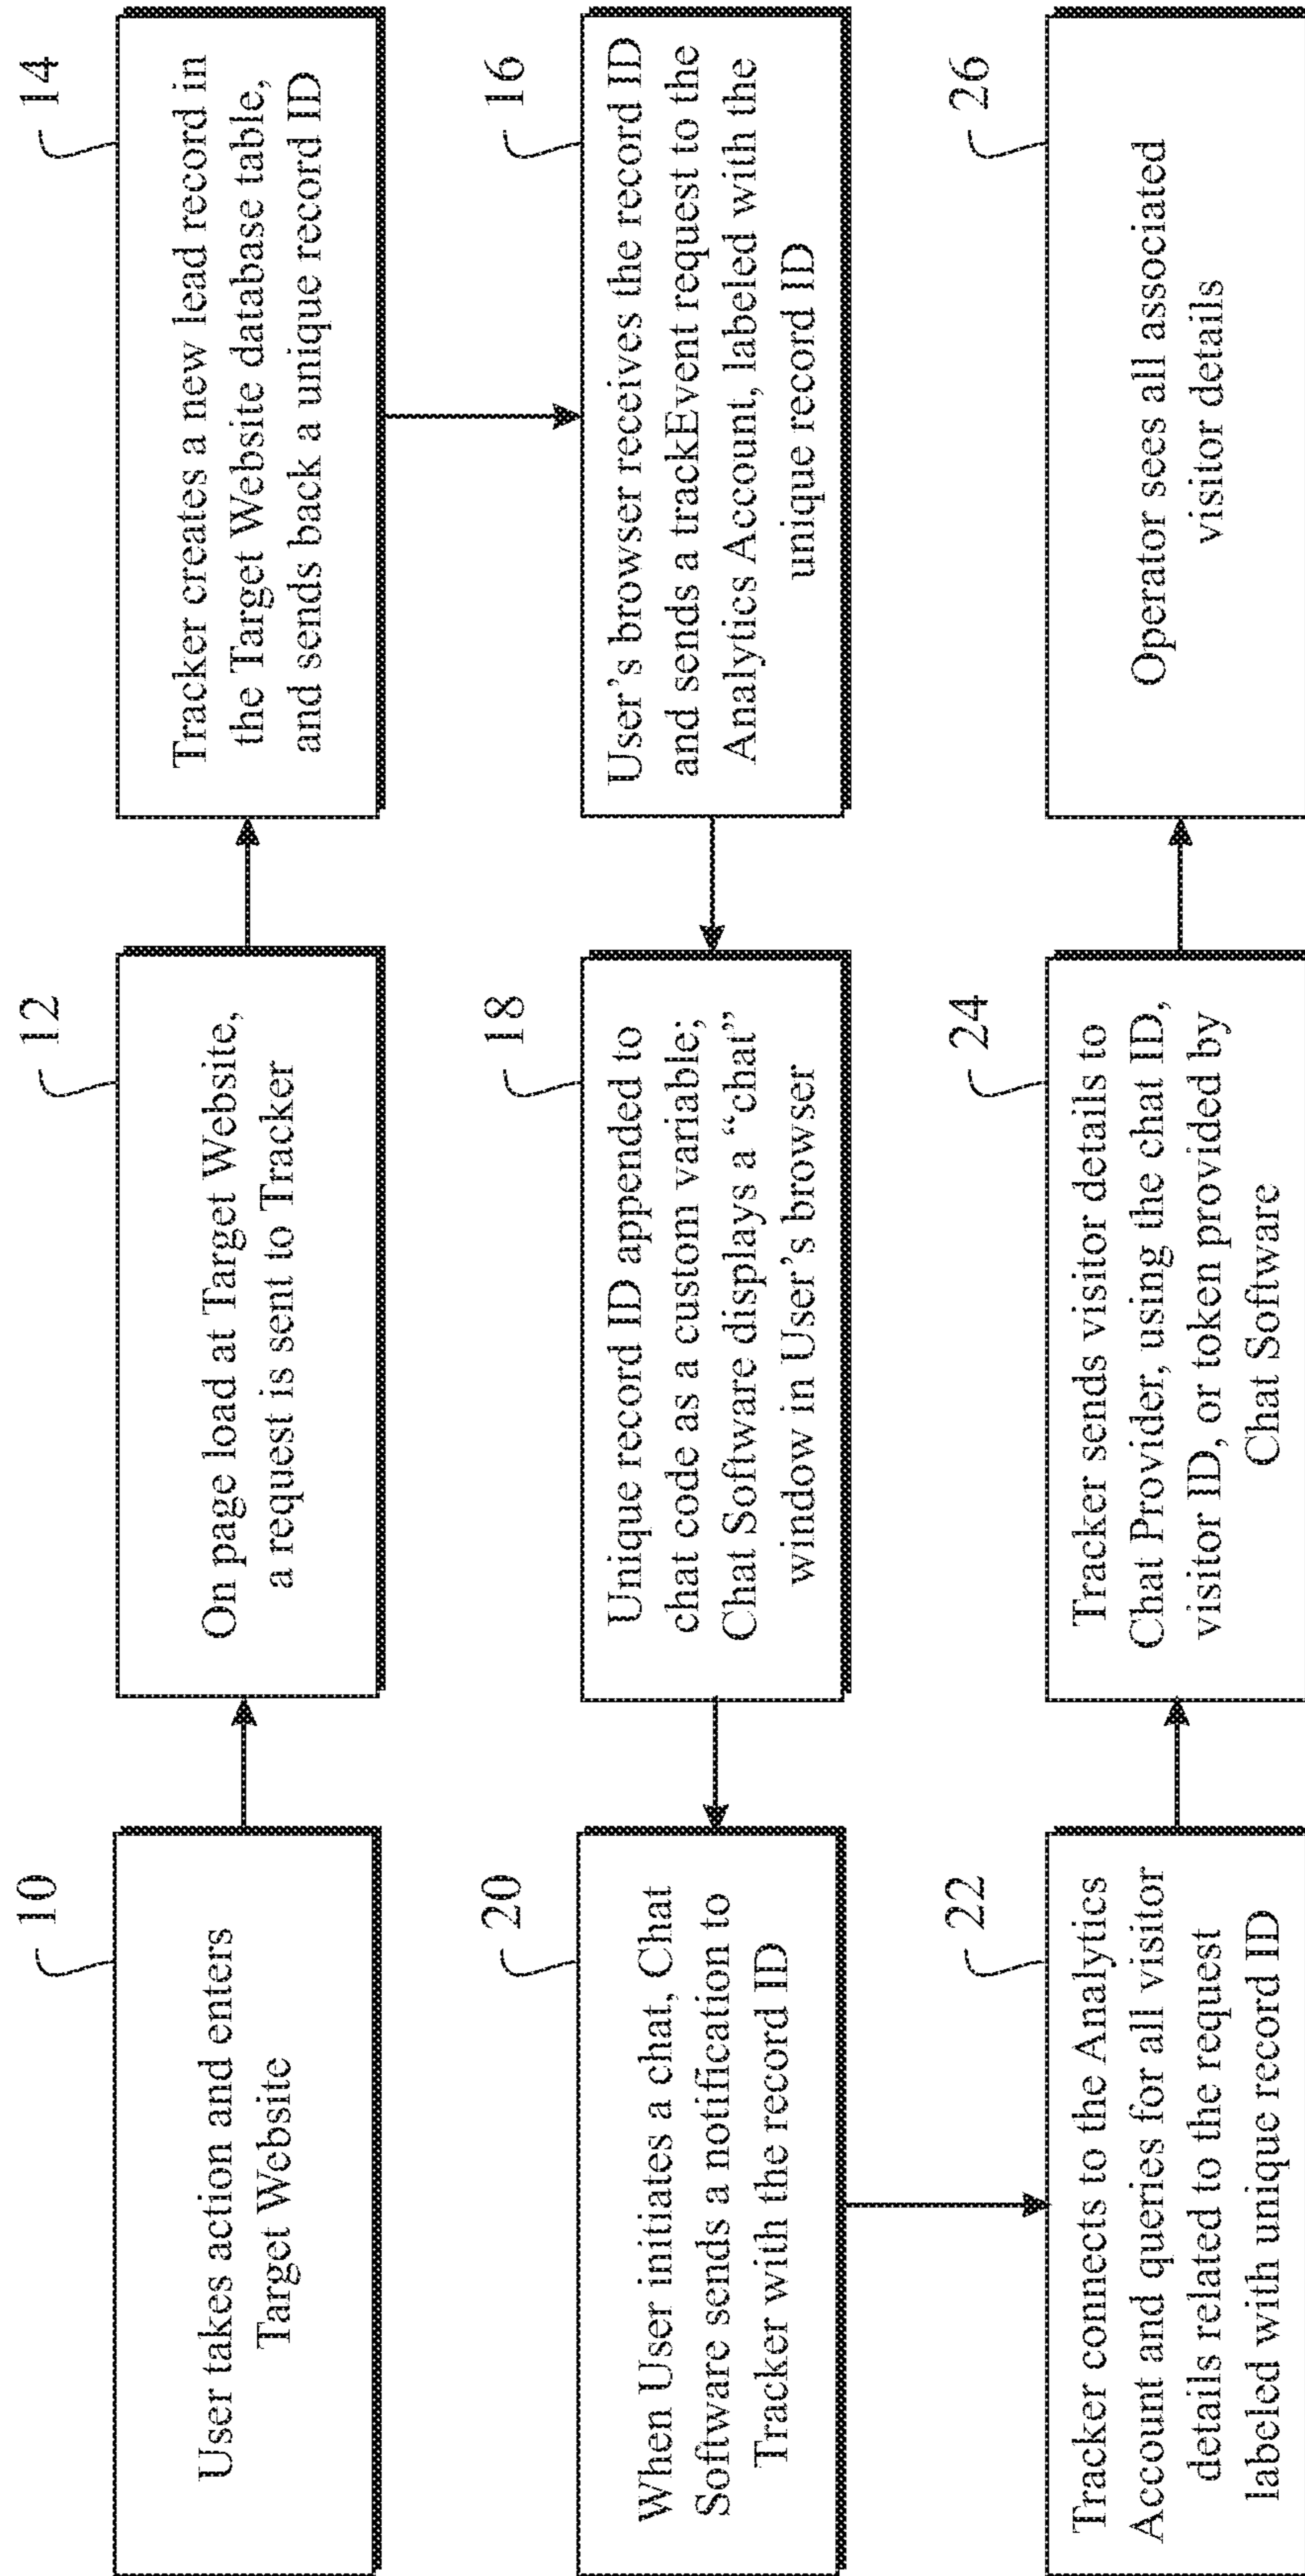 10
User takes action and enters
Target Website
12
On page load at Target Website,
a request is sent to Tracker
14
Tracker creates a new lead record in
the Target Website database table,
and sends back a unique record ID
16
User’s browser receives the record ID
and sends a trackEvent request to the
Analytics Account, labeled with the
unique record ID
18
Unique record ID appended to
chat code as a custom variable;
Chat Software displays a “chat”
window in User’s browser
20
When User initiates a chat, Chat
Software sends a notification to
Tracker with the record ID
22
Tracker connects to the Analytics
Account and queries for all visitor
details related to the request
labeled with unique record ID
24
Tracker sends visitor details to
Chat Provider, using the chat ID,
visitor ID, or token provided by
Chat Software
26
Operator sees all associated
visitor details